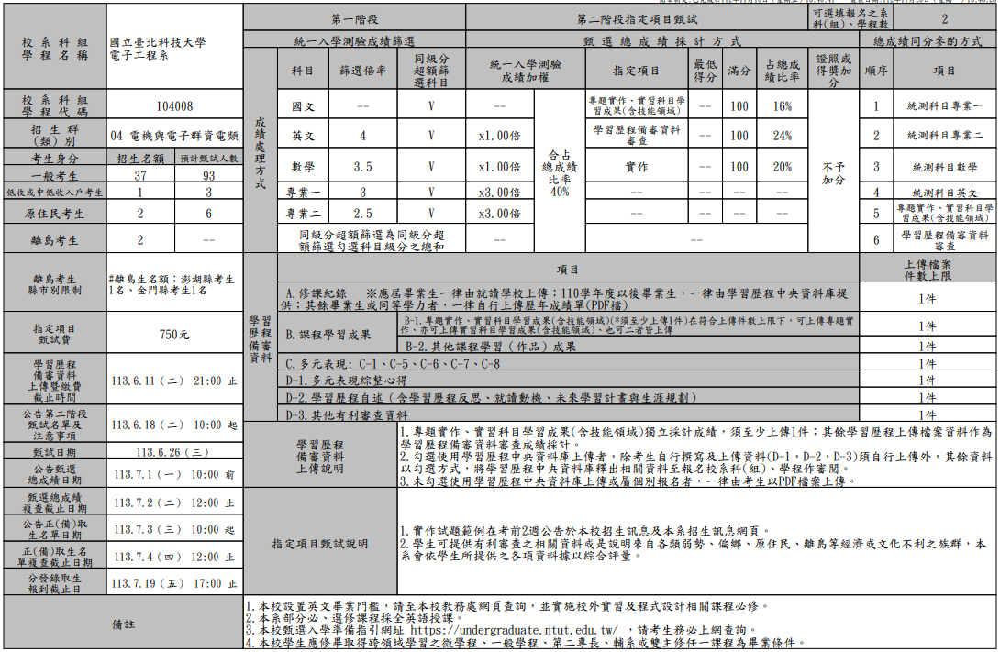 校系科組學程名稱
國立臺北科技大學
電子工程系
第一階段
第二階段指定項目甄試
可選填報名之系科(組)、學程數
2
統一入學測驗成績篩選
甄選總成績採計方式
總成績同分參酌方式
科目
篩選倍率
同級分超額篩選科目
統一入學測驗成績加權
指定項目
最低得分
滿分
占總成績比率
證照或得獎加分
順序
項目
校系科組學程代碼
104008
成績處理方式
國文
--
V
--
合占總成績比率40%
專題實作、實習科目學習成果(含技能領域)
--
100
16%
不予加分
1
統測科目專業一
招生群(類)別
04 電機與電子群資電類
英文
4
V
x1.00倍
學習歷程備審資料審查
--
100
24%
2
統測科目專業二
考生身分
招生名額
預計甄試人數
數學
3.5
V
x1.00倍
實作
--
100
20%
3
統測科目數學
一般考生
37
93
低收或中低收入戶考生
1
3
專業一
3
V
x3.00倍
--
--
--
--
4
統測科目英文
原住民考生
2
6
專業二
2.5
V
x3.00倍
--
--
--
--
5
專題實作、實習科目學習成果(含技能領域)
離島考生
2
--
同級分超額篩選為同級分超額篩選勾選科目級分之總和
--
--
6
學習歷程備審資料審查
離島考生縣市別限制
#離島生名額：澎湖縣考生1名、金門縣考生1名
學習歷程備審資料
項目
上傳檔案件數上限
A.修課紀錄　※應屆畢業生一律由就讀學校上傳；110學年度以後畢業生，一律由學習歷程中央資料庫提供；其餘畢業生或同等學力者，一律自行上傳歷年成績單(PDF檔)
1件
指定項目甄試費
750元
B.課程學習成果
B-1.專題實作、實習科目學習成果(含技能領域)(*須至少上傳1件)在符合上傳件數上限下，可上傳專題實作、亦可上傳實習科目學習成果(含技能領域)、也可二者皆上傳
1件
B-2.其他課程學習（作品）成果
1件
學習歷程備審資料上傳暨繳費截止時間
113.6.11（二） 21:00 止
C.多元表現: C-1、C-5、C-6、C-7、C-8
1件
D-1.多元表現綜整心得
1件
D-2.學習歷程自述（含學習歷程反思、就讀動機、未來學習計畫與生涯規劃）
1件
D-3.其他有利審查資料
1件
公告第二階段甄試名單及注意事項
113.6.18（二） 10:00 起
學習歷程備審資料上傳說明
1.專題實作、實習科目學習成果(含技能領域)獨立採計成績，須至少上傳1件；其餘學習歷程上傳檔案資料作為學習歷程備審資料審查成績採計。
2.勾選使用學習歷程中央資料庫上傳者，除考生自行撰寫及上傳資料(D-1，D-2，D-3)須自行上傳外，其餘資料以勾選方式，將學習歷程中央資料庫釋出相關資料至報名校系科(組)、學程作審閱。
3.未勾選使用學習歷程中央資料庫上傳或屬個別報名者，一律由考生以PDF檔案上傳。
甄試日期
113.6.26（三）
公告甄選總成績日期
113.7.1（一） 10:00 前
甄選總成績複查截止日期
113.7.2（二） 12:00 止
指定項目甄試說明
1.實作試題範例在考前2週公告於本校招生訊息及本系招生訊息網頁。
2.學生可提供有利審查之相關資料或是說明來自各類弱勢、偏鄉、原住民、離島等經濟或文化不利之族群，本系會依學生所提供之各項資料據以綜合評量。
公告正(備)取生名單日期
113.7.3（三） 10:00 起
正(備)取生名單複查截止日期
113.7.4（四） 12:00 止
分發錄取生報到截止日
113.7.19（五） 17:00 止
備註
1.本校設置英文畢業門檻，請至本校教務處網頁查詢，並實施校外實習及程式設計相關課程必修。
2.本系部分必、選修課程採全英語授課。
3.本校甄選入學準備指引網址 https://undergraduate.ntut.edu.tw/ ，請考生務必上網查詢。
4.本校學生應修畢取得跨領域學習之微學程、一般學程、第二專長、輔系或雙主修任一課程為畢業條件。